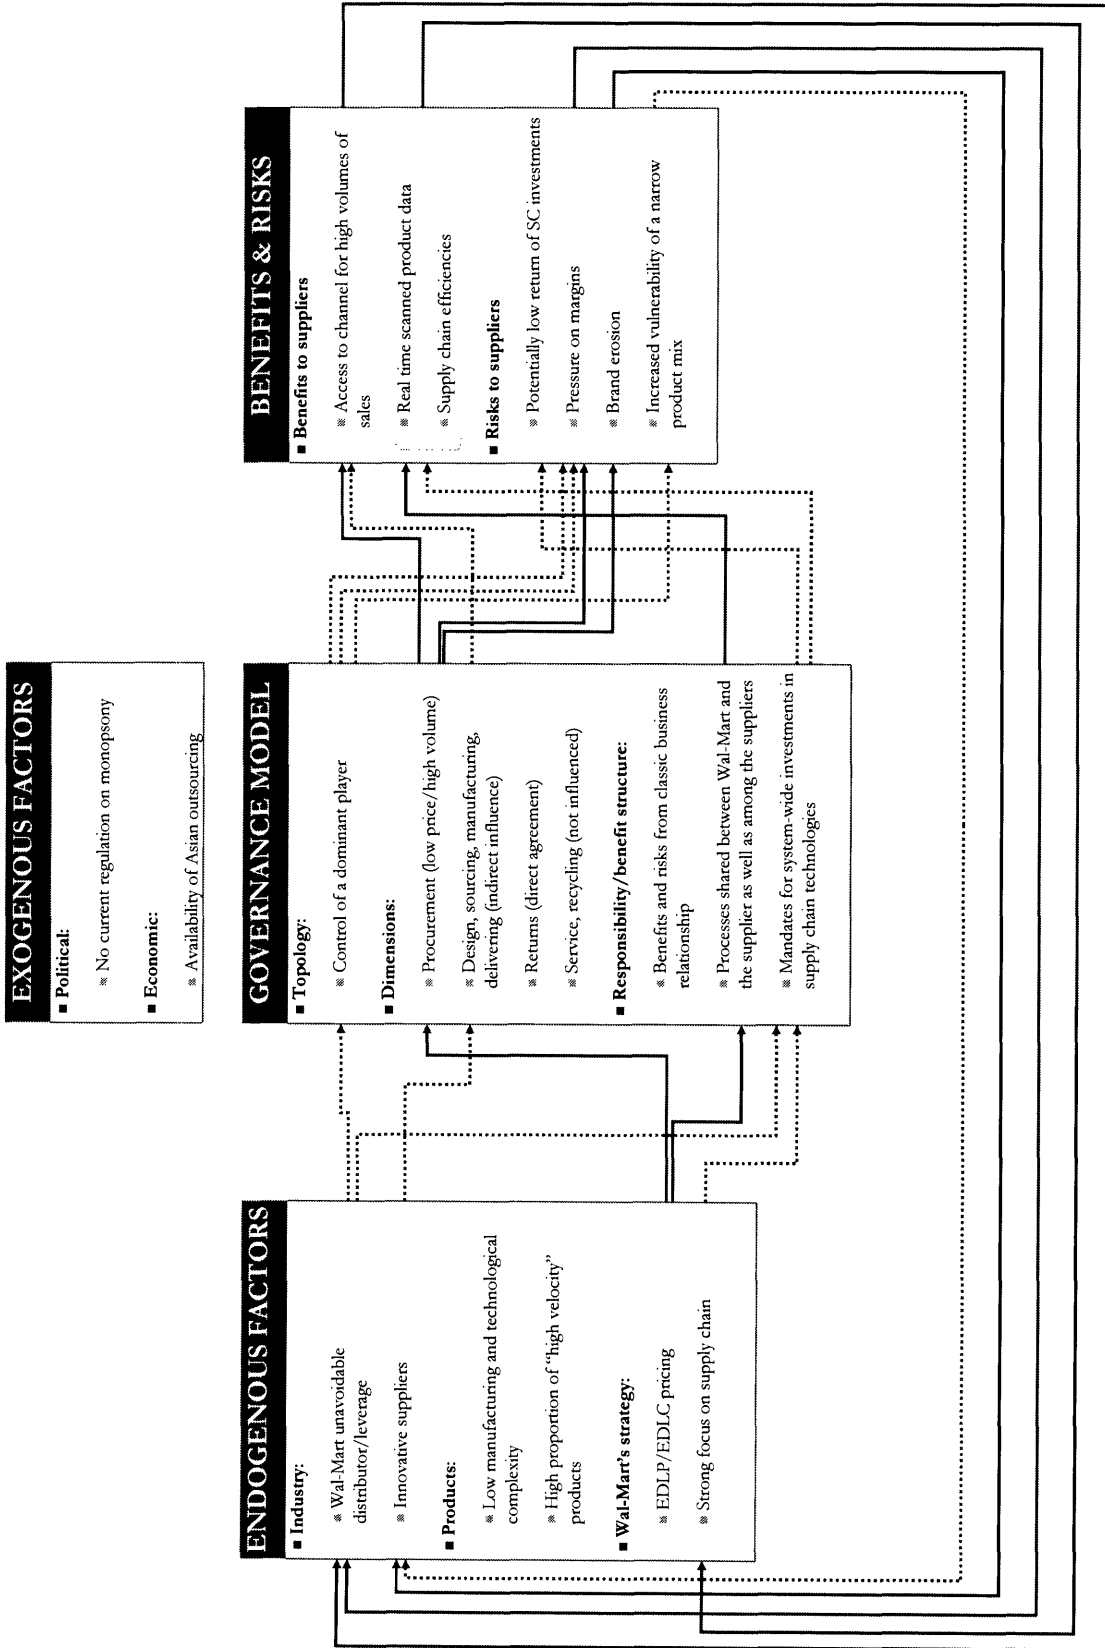 EXOGENOUS FACTORS
■ Political:
※ No current regulation on monopsony
■ Economic:
※ Availability of Asian outsourcing
ENDOGENOUS FACTORS
■ Industry:
※ Wal-Mart unavoidable
distributor/leverage
※ Innovative suppliers
■ Products:
※ Low manufacturing and technological
complexity
※ High proportion of “high velocity”
products
■ Wal-Mart's strategy:
※ EDLP/EDLC pricing
※ Strong focus on supply chain
GOVERNANCE MODEL
■ Topology:
※ Control of a dominant player
■ Dimensions:
※ Procurement (low price/high volume)
※ Design, sourcing, manufacturing,
delivering (indirect influence)
※ Returns (direct agreement)
※ Service, recycling (not influenced)
■ Responsibility/benefit structure:
※ Benefits and risks from classic business
relationship
※ Processes shared between Wal-Mart and
the supplier as well as among the suppliers
※ Mandates for system-wide investments in
supply chain technologies
BENEFITS & RISKS
■ Benefits to suppliers
※ Access to channel for high volumes of
sales
※ Real time scanned product data
※ Supply chain efficiencies
■ Risks to suppliers
※ Potentially low return of SC investments
※ Pressure on margins
※ Brand erosion
※ Increased vulnerability of a narrow
product mix